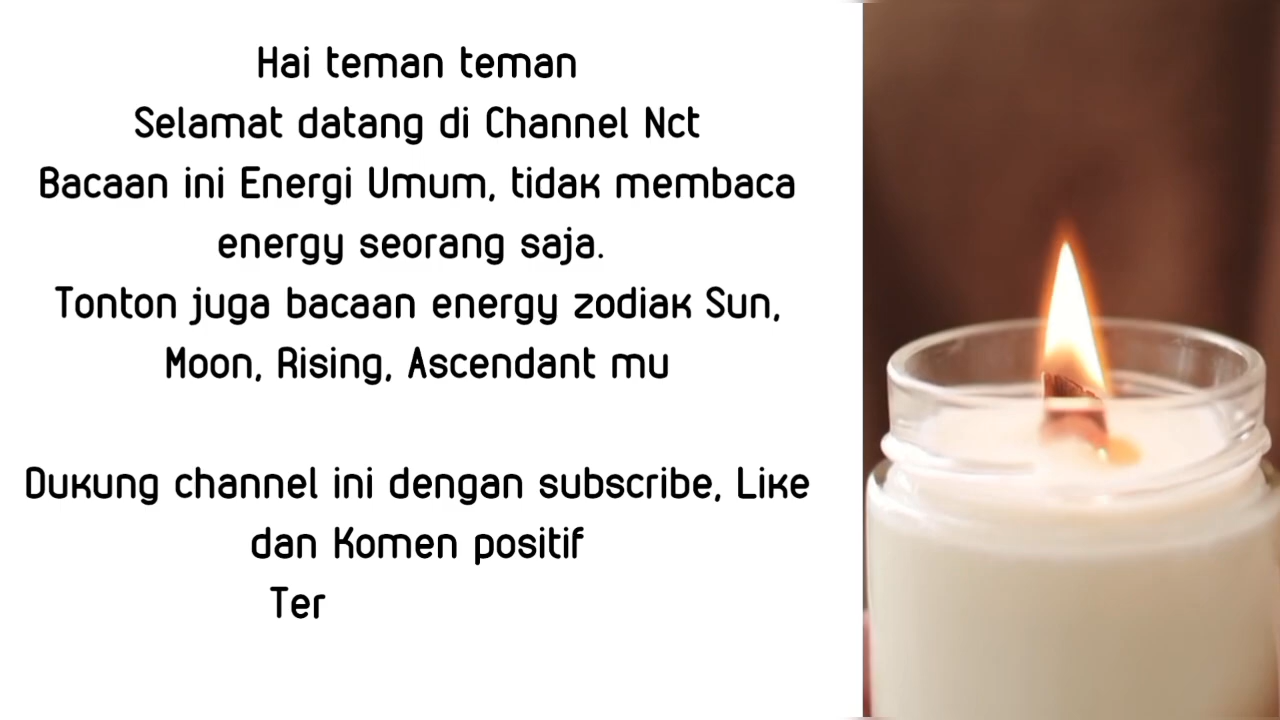 Hai teman teman
Selamat datang di Channel Nct
Bacaan ini Energi Umum, tidak membaca
energy seorang saja.
Tonton juga bacaan energy zodiak Sun,
Moon, Rising, Ascendant mu
Dukung channel ini dengan subscribe, Like
dan Komen positif
Ter